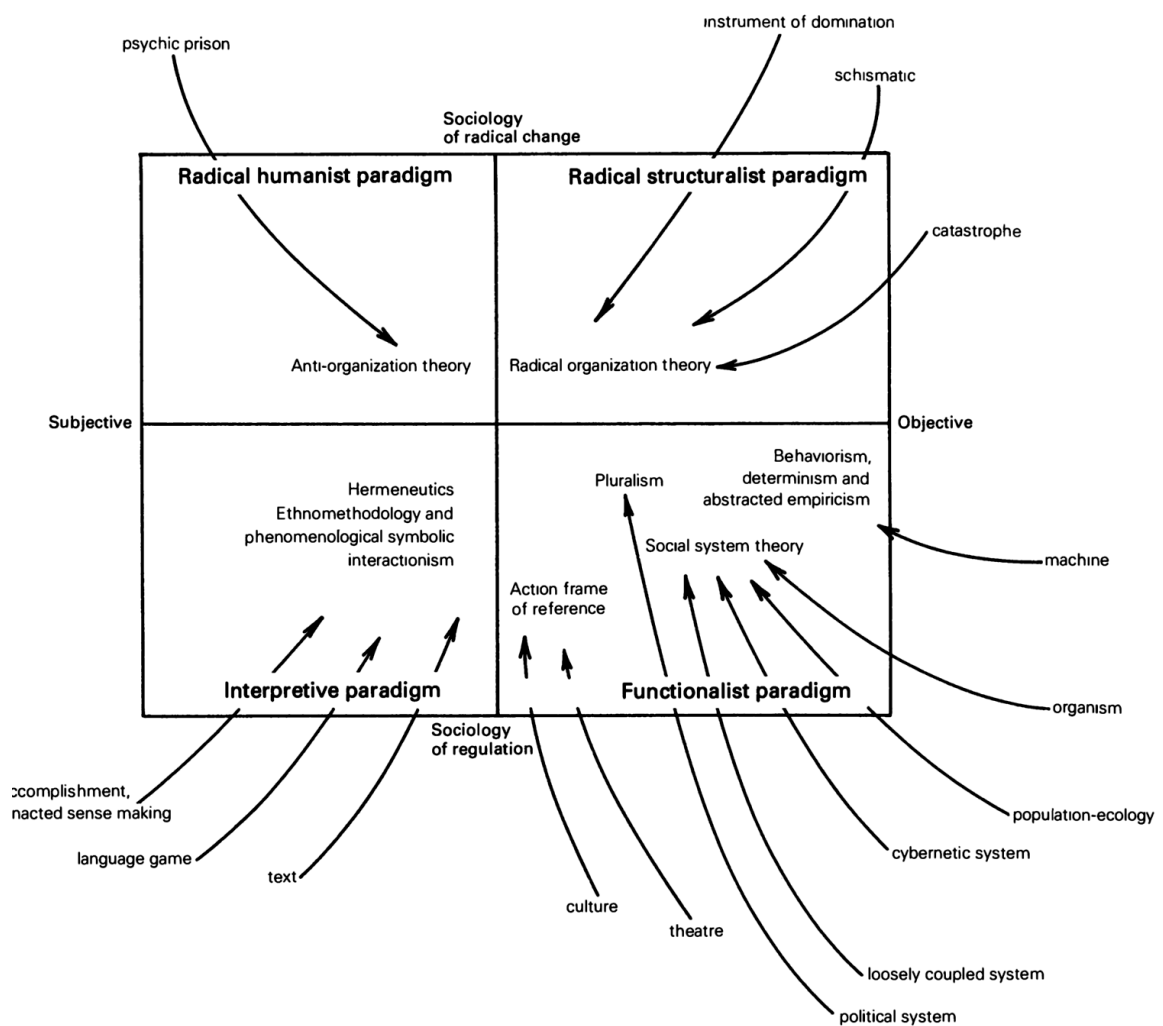 instrument of domination
psychic prison
schismatic
Sociology
of radical change
Radical humanist paradigm
Radical structuralist paradigm
catastrophe
Anti-organization theory
Radical organization theory
Subjective
Objective
Behaviorism,
determinism and
abstracted empiricism
Pluralism
Hermeneutics
Ethnomethodology and
phenomenological symbolic
interactionism
Social system theory
machine
Action frame
of reference
Interpretive paradigm
Functionalist paradigm
organism
Sociology
of regulation
ccomplishment,
nacted sense making
population-ecology
language game
cybernetic system
text
culture
theatre
loosely coupled system
political system